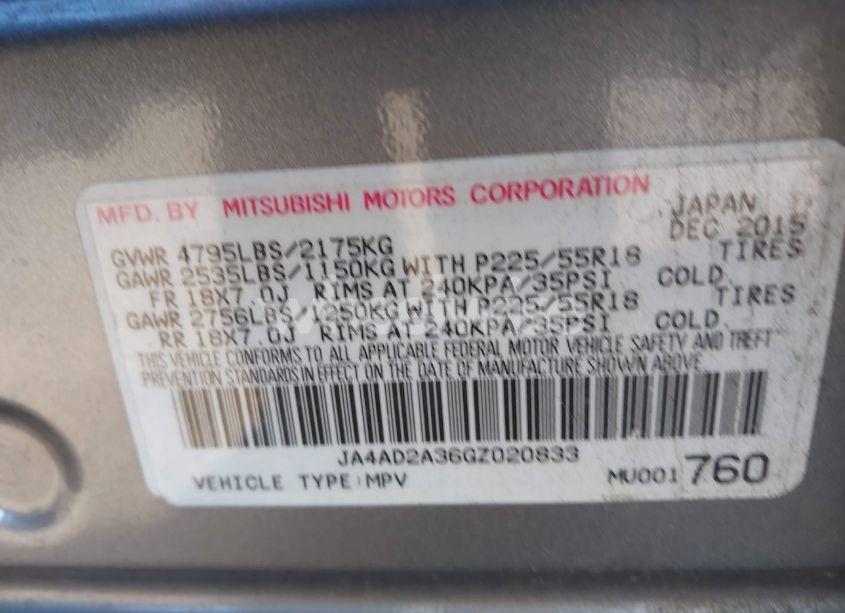 MFD. BY MITSUBISHI MOTORS CORPORATION JAPAN
DEC 2015
GVWR 4795LBS/2175KG
GAWR 2535LBS/1150KG WITH P225/55R18 TIRES
FR 18X7.0J RIMS AT 240KPA/35PSI COLD.
GAWR 2756LBS/1250KG WITH P225/55R18 TIRES
RR 18X7.0J RIMS AT 240KPA/35PSI COLD.
THIS VEHICLE CONFORMS TO ALL APPLICABLE FEDERAL MOTOR VEHICLE SAFETY AND THEFT
PREVENTION STANDARDS IN EFFECT ON THE DATE OF MANUFACTURE SHOWN ABOVE.
JA4AD2A36GZ020833
VEHICLE TYPE:MPV MU001 760